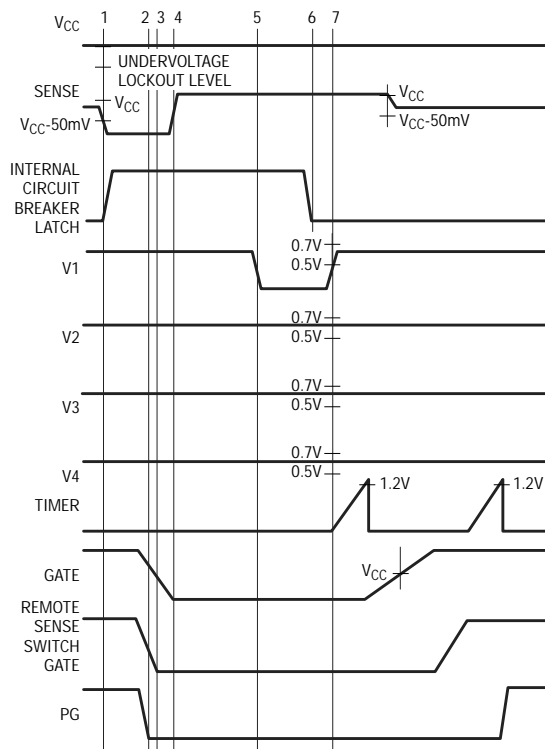 1 2 3 4 5 6 7
VCC
UNDERVOLTAGE
LOCKOUT LEVEL
SENSE
VCC
VCC
VCC-50mV
VCC-50mV
INTERNAL
CIRCUIT
BREAKER
LATCH
0.7V
0.5V
V1
0.7V
0.5V
V2
0.7V
0.5V
V3
0.7V
0.5V
V4
1.2V
1.2V
TIMER
GATE
VCC
REMOTE
SENSE
SWITCH
GATE
PG